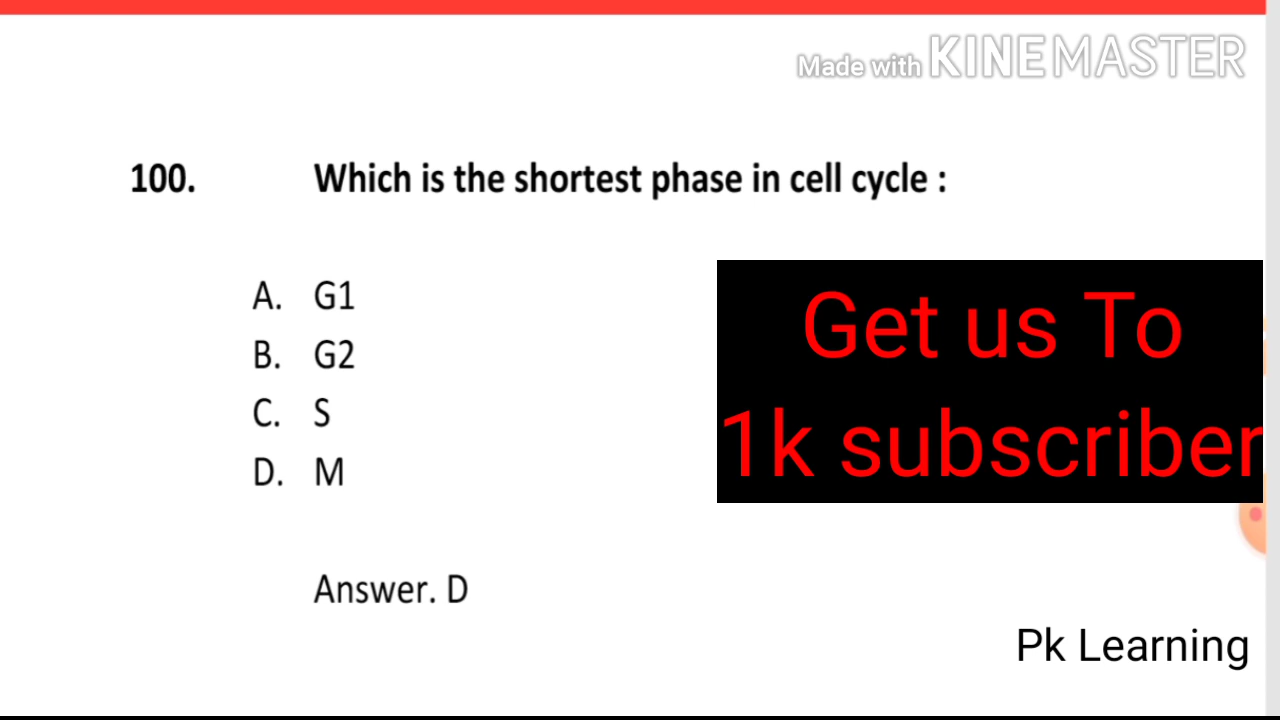 Made with KINEMASTER
100. Which is the shortest phase in cell cycle :
A. G1
B. G2
C. S
D. M
Get us To
1k subscriber
Answer. D
Pk Learning